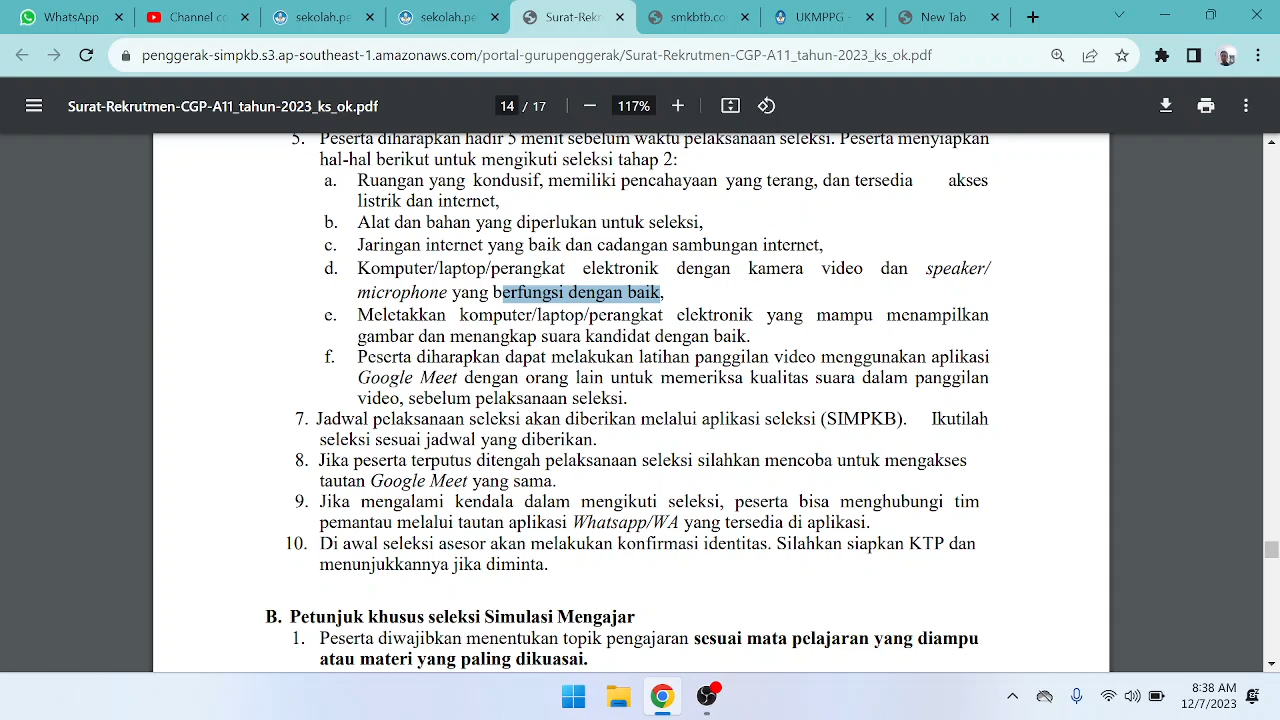 WhatsApp
Channel co
sekolah.pe
sekolah.pe
Surat-Rekr
smkbtb.co
UKMPPG -
New Tab
penggerak-simpkb.s3.ap-southeast-1.amazonaws.com/portal-gurupenggerak/Surat-Rekrutmen-CGP-A11_tahun-2023_ks_ok.pdf
Surat-Rekrutmen-CGP-A11_tahun-2023_ks_ok.pdf
14 / 17
117%
5. Peserta diharapkan hadir 5 menit sebelum waktu pelaksanaan seleksi. Peserta menyiapkan
hal-hal berikut untuk mengikuti seleksi tahap 2:
a. Ruangan yang kondusif, memiliki pencahayaan yang terang, dan tersedia akses
listrik dan internet,
b. Alat dan bahan yang diperlukan untuk seleksi,
c. Jaringan internet yang baik dan cadangan sambungan internet,
d. Komputer/laptop/perangkat elektronik dengan kamera video dan speaker/
microphone yang berfungsi dengan baik,
e. Meletakkan komputer/laptop/perangkat elektronik yang mampu menampilkan
gambar dan menangkap suara kandidat dengan baik.
f. Peserta diharapkan dapat melakukan latihan panggilan video menggunakan aplikasi
Google Meet dengan orang lain untuk memeriksa kualitas suara dalam panggilan
video, sebelum pelaksanaan seleksi.
7. Jadwal pelaksanaan seleksi akan diberikan melalui aplikasi seleksi (SIMPKB). Ikutilah
seleksi sesuai jadwal yang diberikan.
8. Jika peserta terputus ditengah pelaksanaan seleksi silahkan mencoba untuk mengakses
tautan Google Meet yang sama.
9. Jika mengalami kendala dalam mengikuti seleksi, peserta bisa menghubungi tim
pemantau melalui tautan aplikasi Whatsapp/WA yang tersedia di aplikasi.
10. Di awal seleksi asesor akan melakukan konfirmasi identitas. Silahkan siapkan KTP dan
menunjukkannya jika diminta.
B. Petunjuk khusus seleksi Simulasi Mengajar
1. Peserta diwajibkan menentukan topik pengajaran sesuai mata pelajaran yang diampu
atau materi yang paling dikuasai.
8:38 AM
12/7/2023